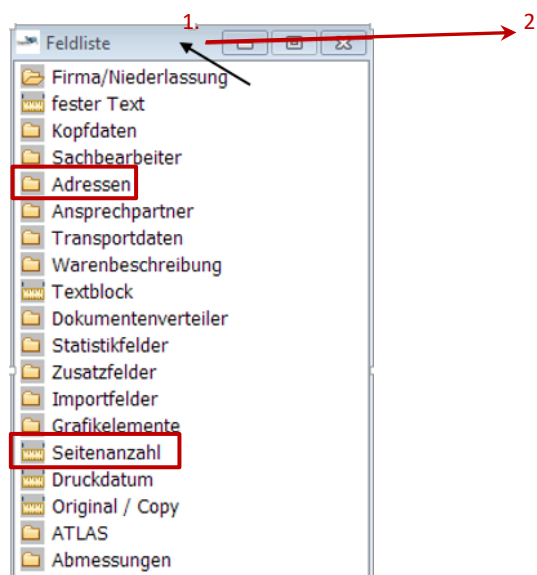 1.
2
Feldliste
Firma/Niederlassung
fester Text
Kopfdaten
Sachbearbeiter
Adressen
Ansprechpartner
Transportdaten
Warenbeschreibung
Textblock
Dokumentenverteiler
Statistikfelder
Zusatzfelder
Importfelder
Grafikelemente
Seitenanzahl
Druckdatum
Original / Copy
ATLAS
Abmessungen